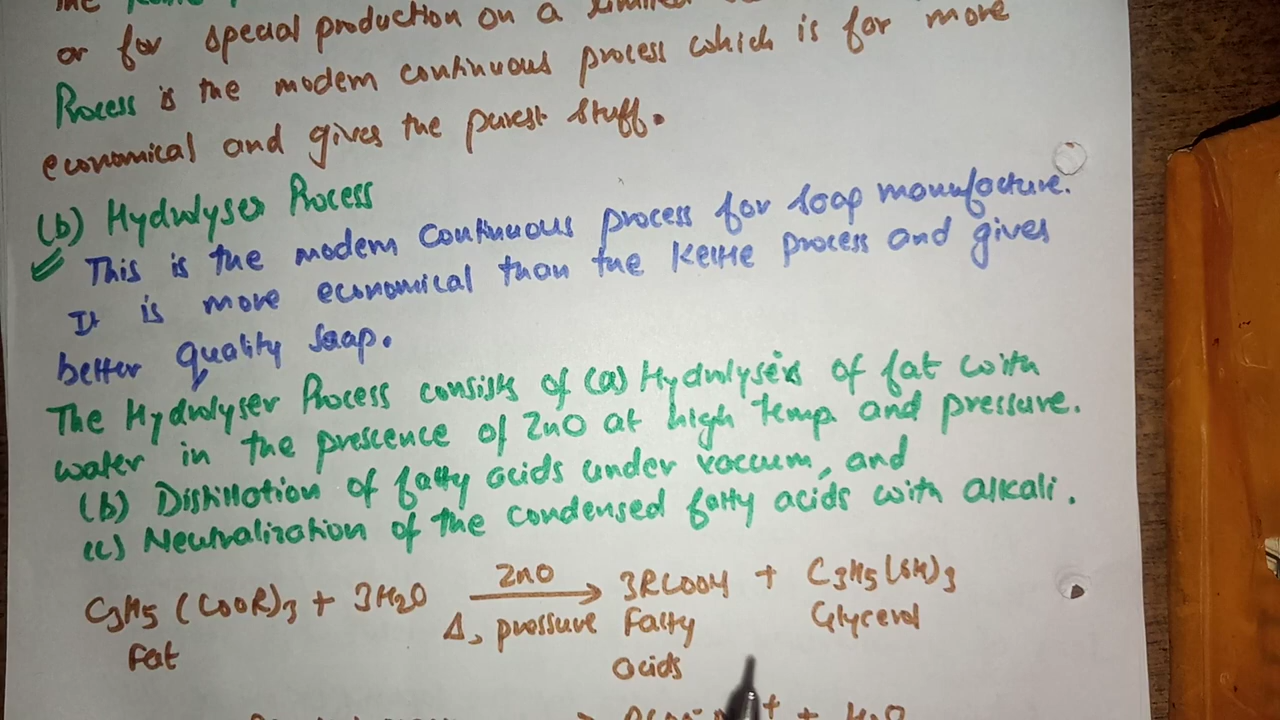 or for special production on a
Process is the modern continuous process which is for more
economical and gives the purest stuff.
(b) Hydrolyser Process
This is the modern continuous process for soap manufacture.
It is more economical than the Kettle process and gives
better quality soap.
The Hydrolyser Process consists of (a) Hydrolyses of fat with
water in the prescence of ZnO at high temp and pressure.
(b) Distillation of fatty acids under vaccum, and
(c) Neutralization of the condensed fatty acids with alkali.
C3H5 (COOR)3 + 3H2O ZnO → 3RCOOH + C3H5(OH)3
Δ, pressure Fatty Glycerol
Fat acids
+ H2O